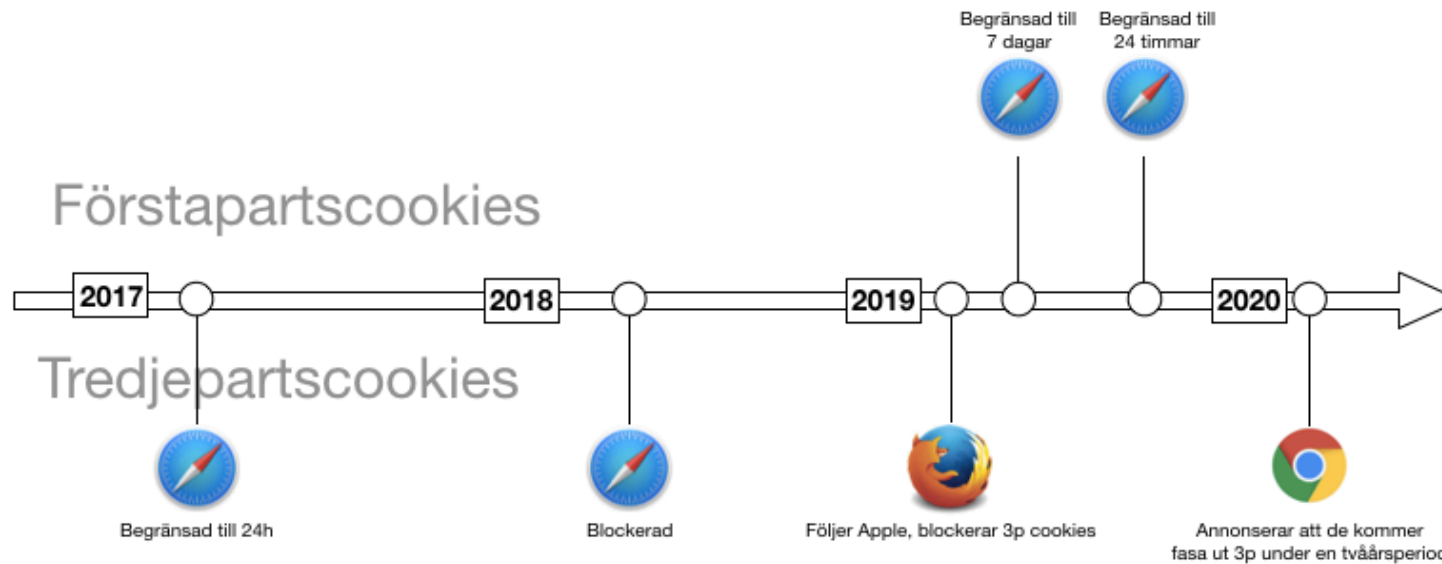 Begränsad till
7 dagar
Begränsad till
24 timmar
Förstapartscookies
2017
2018
2019
2020
Tredjepartscookies
Begränsad till 24h
Blockerad
Följer Apple, blockerar 3p cookies
Annonserar att de kommer
fasa ut 3p under en tvåårsperiod